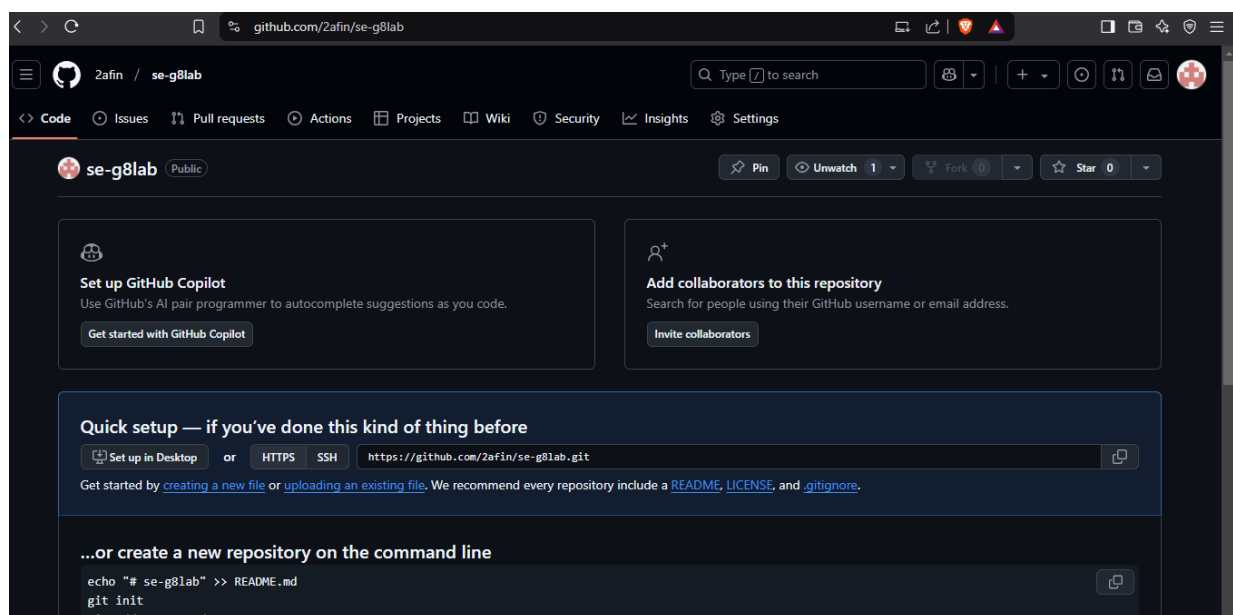 github.com/2afin/se-g8lab
2afin / se-g8lab
Type / to search
Code Issues Pull requests Actions Projects Wiki Security Insights Settings
se-g8lab Public
Pin Unwatch 1 Fork 0 Star 0
Set up GitHub Copilot
Use GitHub's AI pair programmer to autocomplete suggestions as you code.
Get started with GitHub Copilot
Add collaborators to this repository
Search for people using their GitHub username or email address.
Invite collaborators
Quick setup — if you've done this kind of thing before
Set up in Desktop or HTTPS SSH https://github.com/2afin/se-g8lab.git
Get started by creating a new file or uploading an existing file. We recommend every repository include a README, LICENSE, and .gitignore.
...or create a new repository on the command line
echo "# se-g8lab" >> README.md
git init